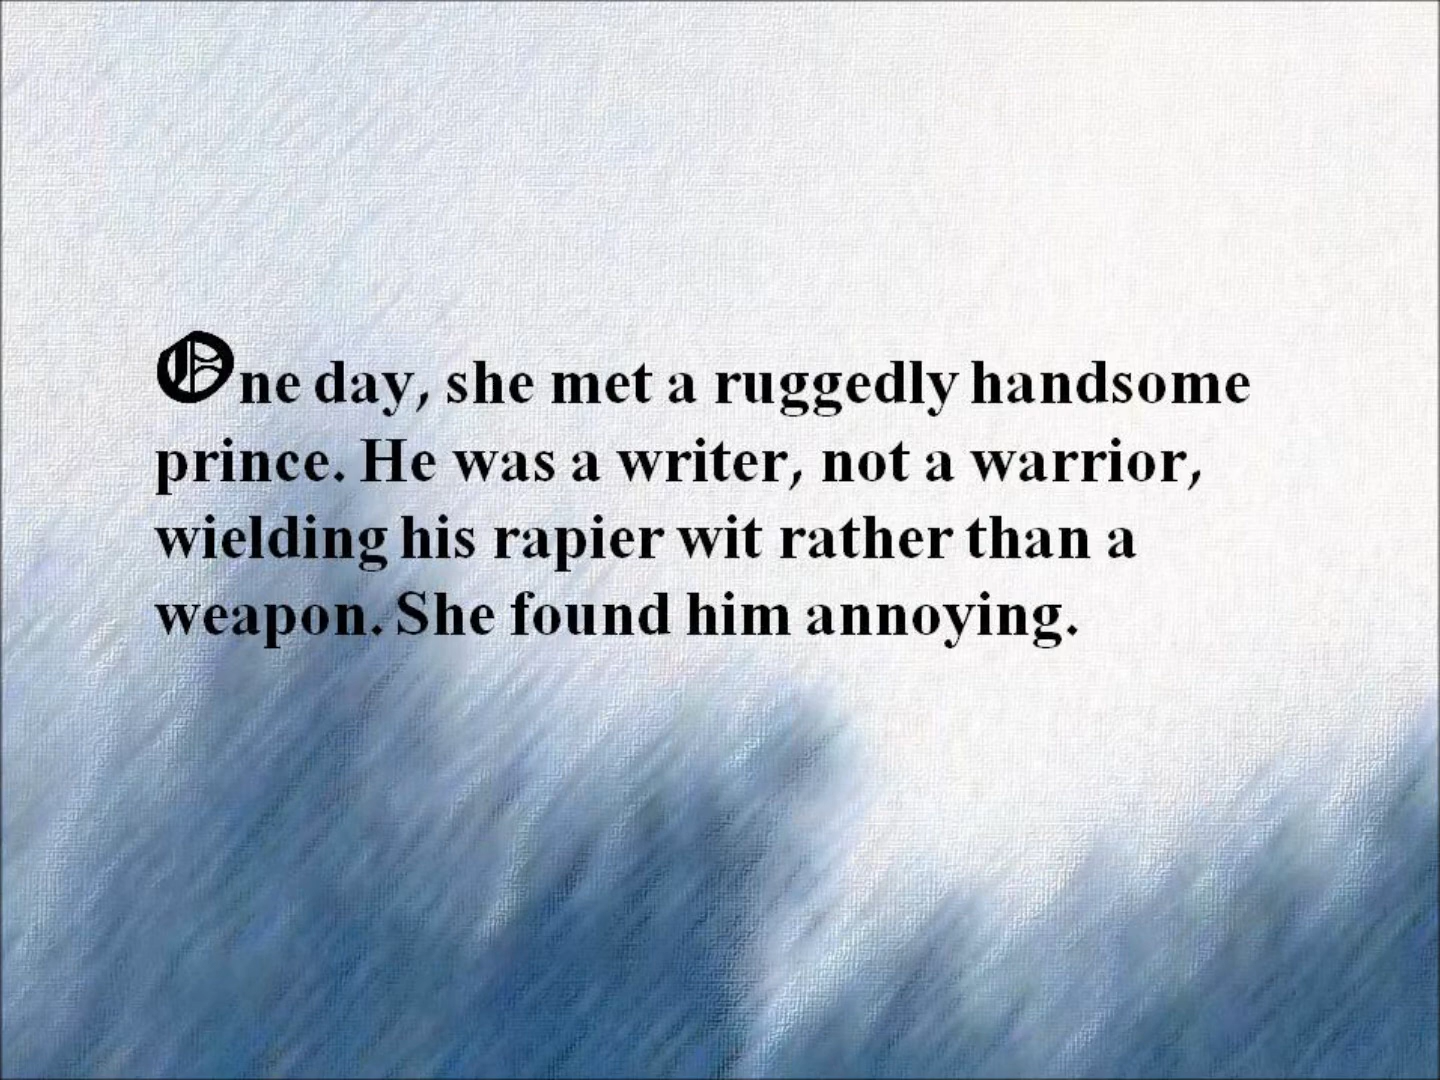 One day, she met a ruggedly handsome
prince. He was a writer, not a warrior,
wielding his rapier wit rather than a
weapon. She found him annoying.